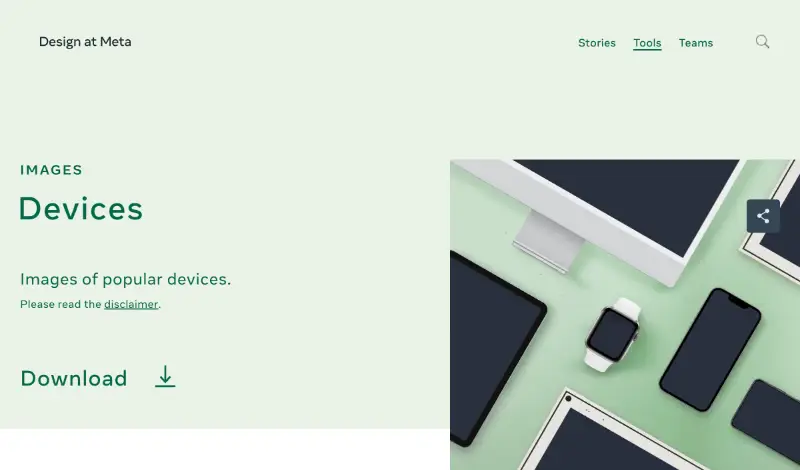 Design at Meta
Stories Tools Teams
IMAGES
Devices
Images of popular devices.
Please read the disclaimer.
Download